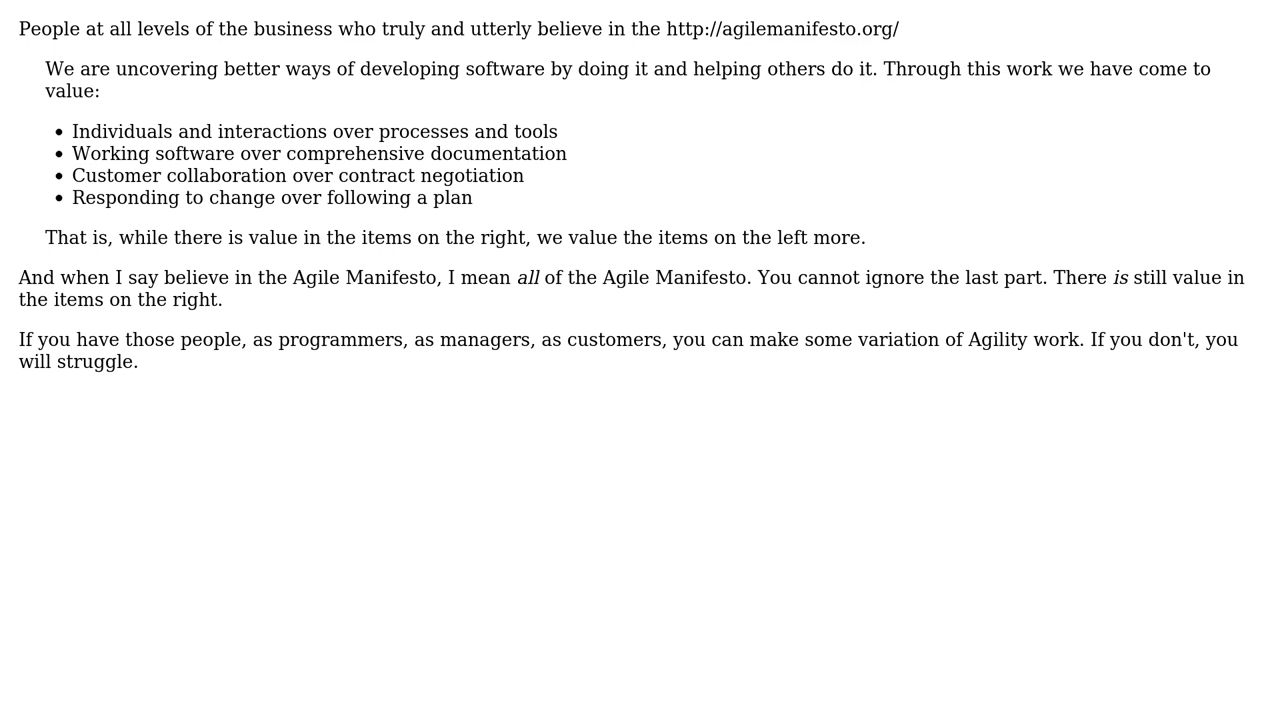 People at all levels of the business who truly and utterly believe in the http://agilemanifesto.org/
We are uncovering better ways of developing software by doing it and helping others do it. Through this work we have come to
value:
• Individuals and interactions over processes and tools
• Working software over comprehensive documentation
• Customer collaboration over contract negotiation
• Responding to change over following a plan
That is, while there is value in the items on the right, we value the items on the left more.
And when I say believe in the Agile Manifesto, I mean all of the Agile Manifesto. You cannot ignore the last part. There is still value in
the items on the right.
If you have those people, as programmers, as managers, as customers, you can make some variation of Agility work. If you don't, you
will struggle.